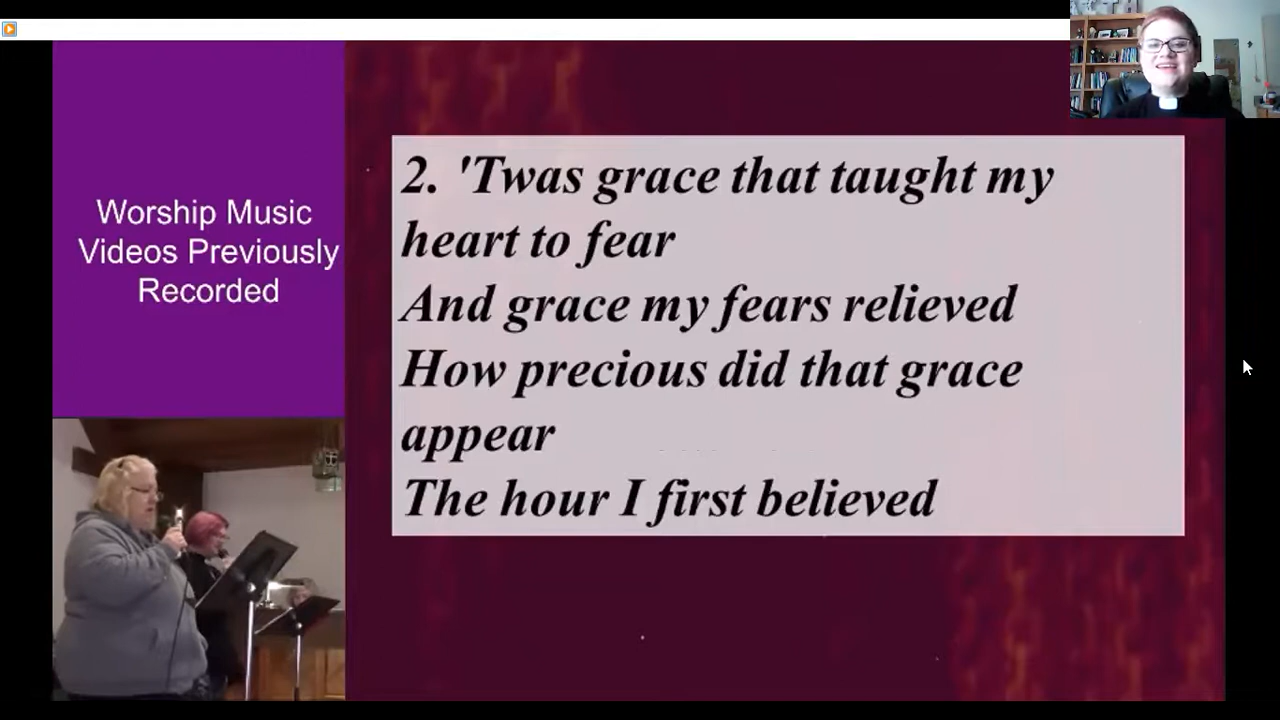 Worship Music
Videos Previously
Recorded
2. 'Twas grace that taught my
heart to fear
And grace my fears relieved
How precious did that grace
appear
The hour I first believed